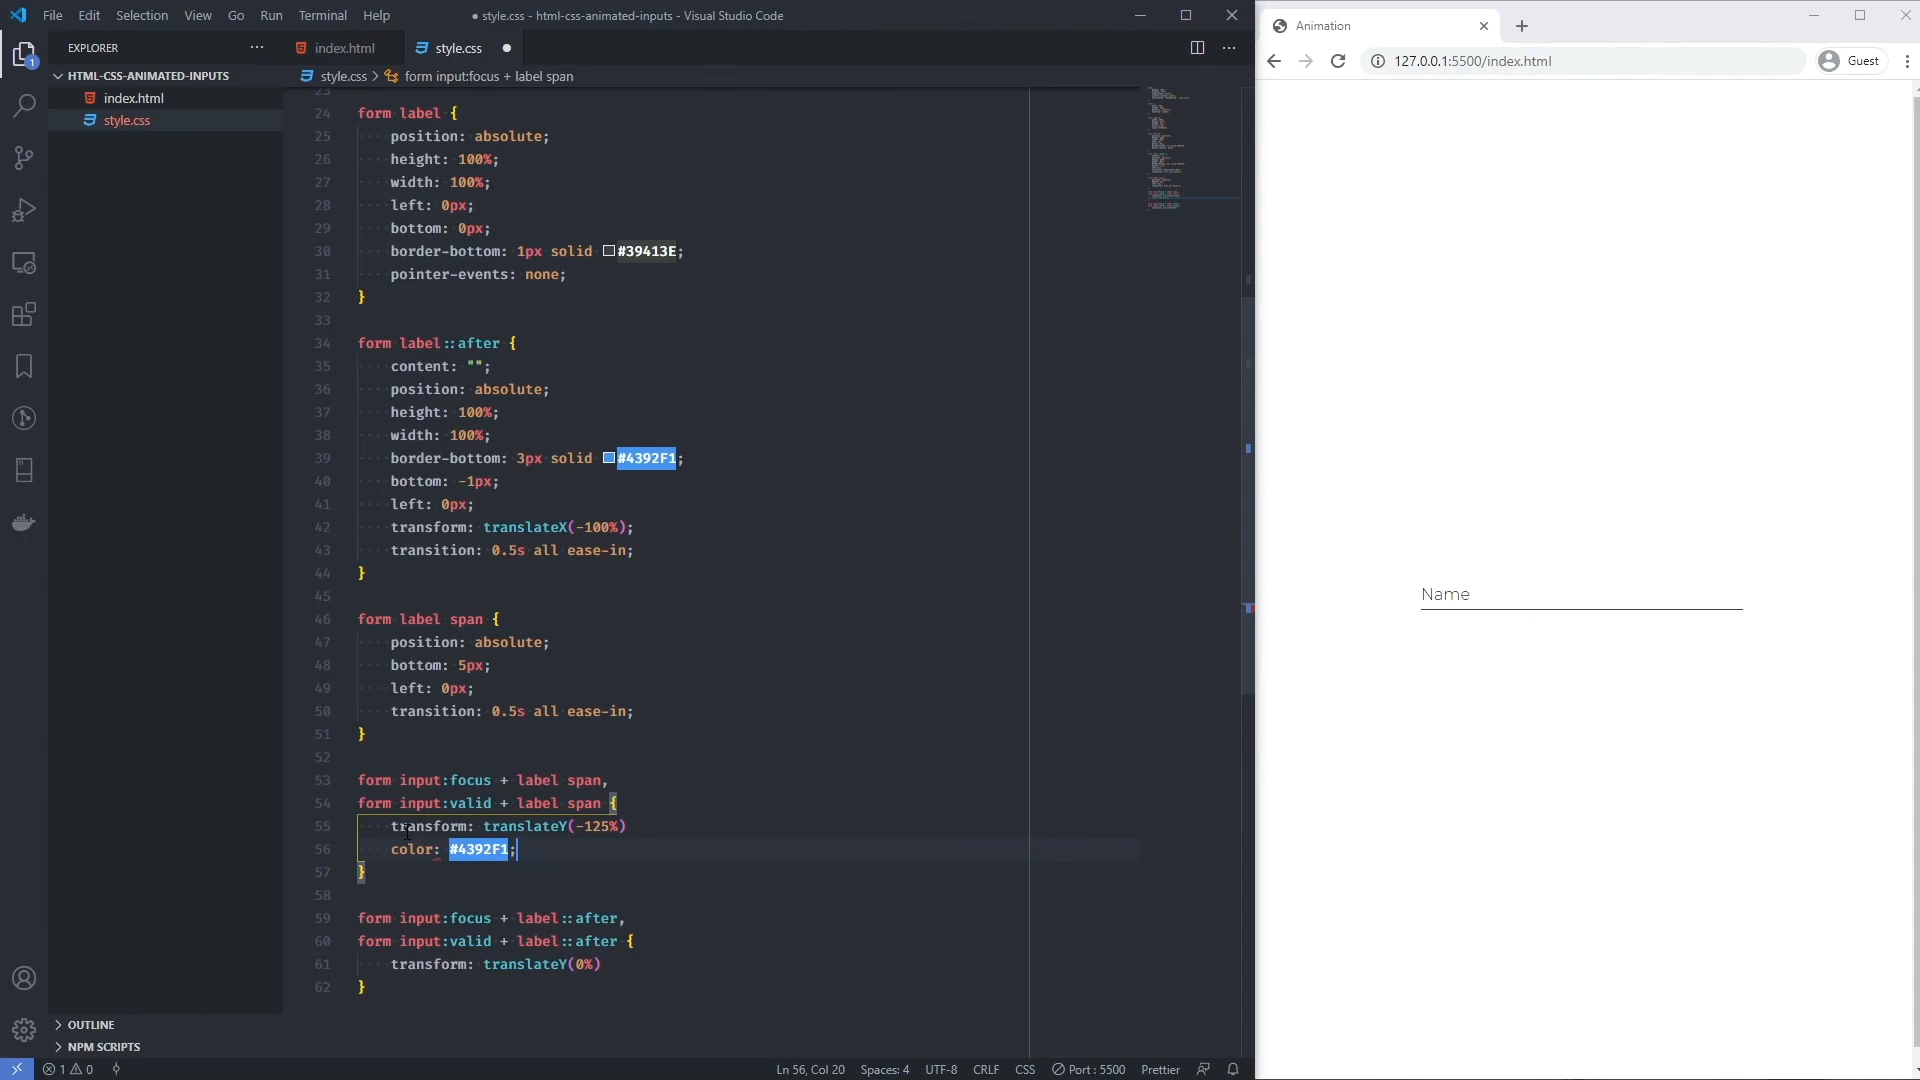 File Edit Selection View Go Run Terminal Help
● style.css - html-css-animated-inputs - Visual Studio Code
EXPLORER
HTML-CSS-ANIMATED-INPUTS
index.html
style.css
OUTLINE
NPM SCRIPTS
1
index.html
style.css
style.css > form input:focus + label span
23
24 form label {
25 position: absolute;
26 height: 100%;
27 width: 100%;
28 left: 0px;
29 bottom: 0px;
30 border-bottom: 1px solid #39413E;
31 pointer-events: none;
32 }
33
34 form label::after {
35 content: "";
36 position: absolute;
37 height: 100%;
38 width: 100%;
39 border-bottom: 3px solid #4392F1;
40 bottom: -1px;
41 left: 0px;
42 transform: translateX(-100%);
43 transition: 0.5s all ease-in;
44 }
45
46 form label span {
47 position: absolute;
48 bottom: 5px;
49 left: 0px;
50 transition: 0.5s all ease-in;
51 }
52
53 form input:focus + label span,
54 form input:valid + label span {
55 transform: translateY(-125%)
56 color: #4392F1;
57 }
58
59 form input:focus + label::after,
60 form input:valid + label::after {
61 transform: translateY(0%)
62 }
1 0
Ln 56, Col 20 Spaces: 4 UTF-8 CRLF CSS Port : 5500 Prettier
Animation
127.0.0.1:5500/index.html
Guest
Name